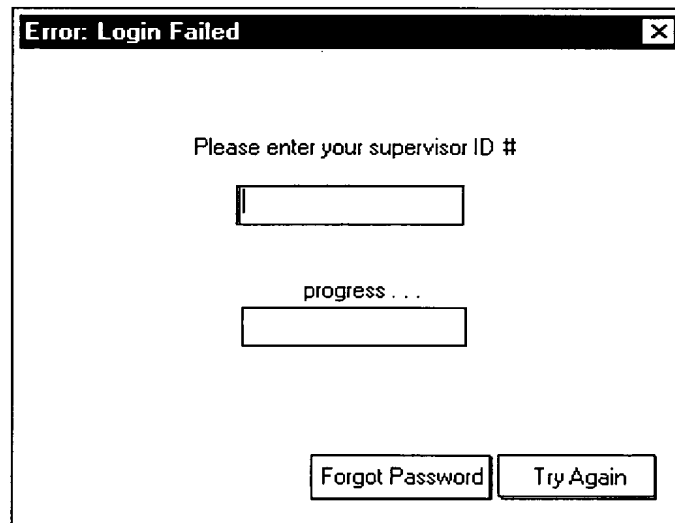 Error: Login Failed
Please enter your supervisor ID #
progress . . .
Forgot Password
Try Again